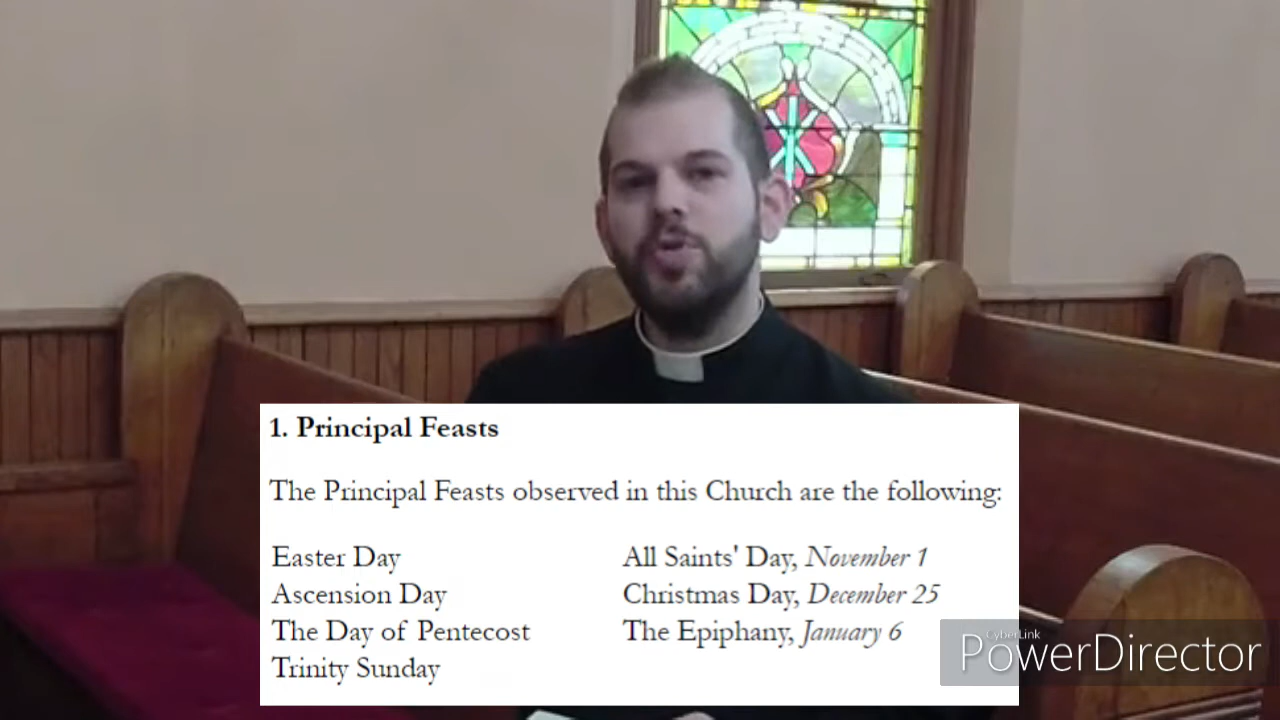 1. Principal Feasts
The Principal Feasts observed in this Church are the following:
Easter Day
Ascension Day
The Day of Pentecost
Trinity Sunday
All Saints' Day, November 1
Christmas Day, December 25
The Epiphany, January 6
CyberLink
PowerDirector